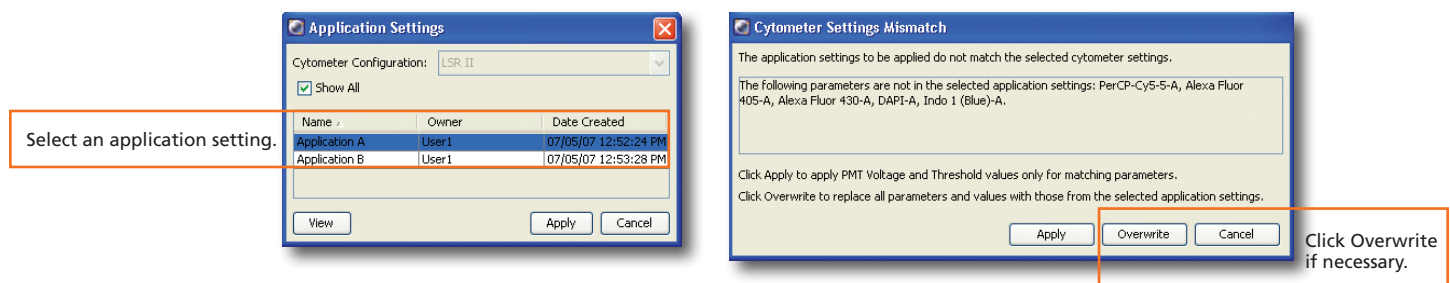 Select an application setting.
Application Settings
Cytometer Configuration: LSR II
Show All
Name Owner Date Created
Application A User1 07/05/07 12:52:24 PM
Application B User1 07/05/07 12:53:28 PM
View Apply Cancel
Cytometer Settings Mismatch
The application settings to be applied do not match the selected cytometer settings.
The following parameters are not in the selected application settings: PerCP-Cy5-5-A, Alexa Fluor
405-A, Alexa Fluor 430-A, DAPI-A, Indo 1 (Blue)-A.
Click Apply to apply PMT Voltage and Threshold values only for matching parameters.
Click Overwrite to replace all parameters and values with those from the selected application settings.
Apply Overwrite Cancel
Click Overwrite
if necessary.